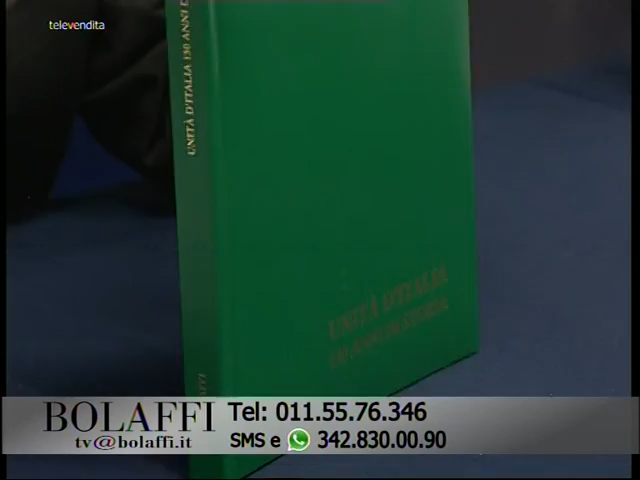 televendita
UNITÀ D'ITALIA 150 ANNI D
UNITÀ D'ITALIA
150 ANNI DI STORIA
BOLAFFI
tv@bolaffi.it
Tel: 011.55.76.346
SMS e 342.830.00.90